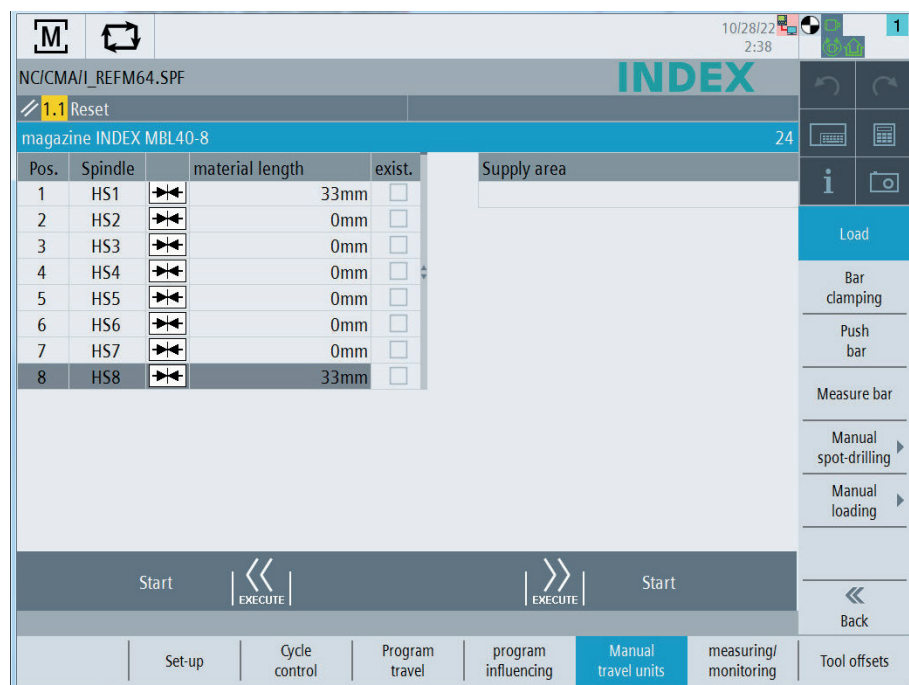 M
10/28/22
1
2:38
NC/CMA/I_REFM64.SPF
INDEX
1.1 Reset
magazine INDEX MBL40-8 24
Pos. Spindle material length exist. Supply area
1 HS1 33mm
2 HS2 0mm
3 HS3 0mm
4 HS4 0mm
5 HS5 0mm
6 HS6 0mm
7 HS7 0mm
8 HS8 33mm
i
Load
Bar
clamping
Push
bar
Measure bar
Manual
spot-drilling
Manual
loading
Back
Start
EXECUTE
EXECUTE
Start
Set-up
Cycle
control
Program
travel
program
influencing
Manual
travel units
measuring/
monitoring
Tool offsets